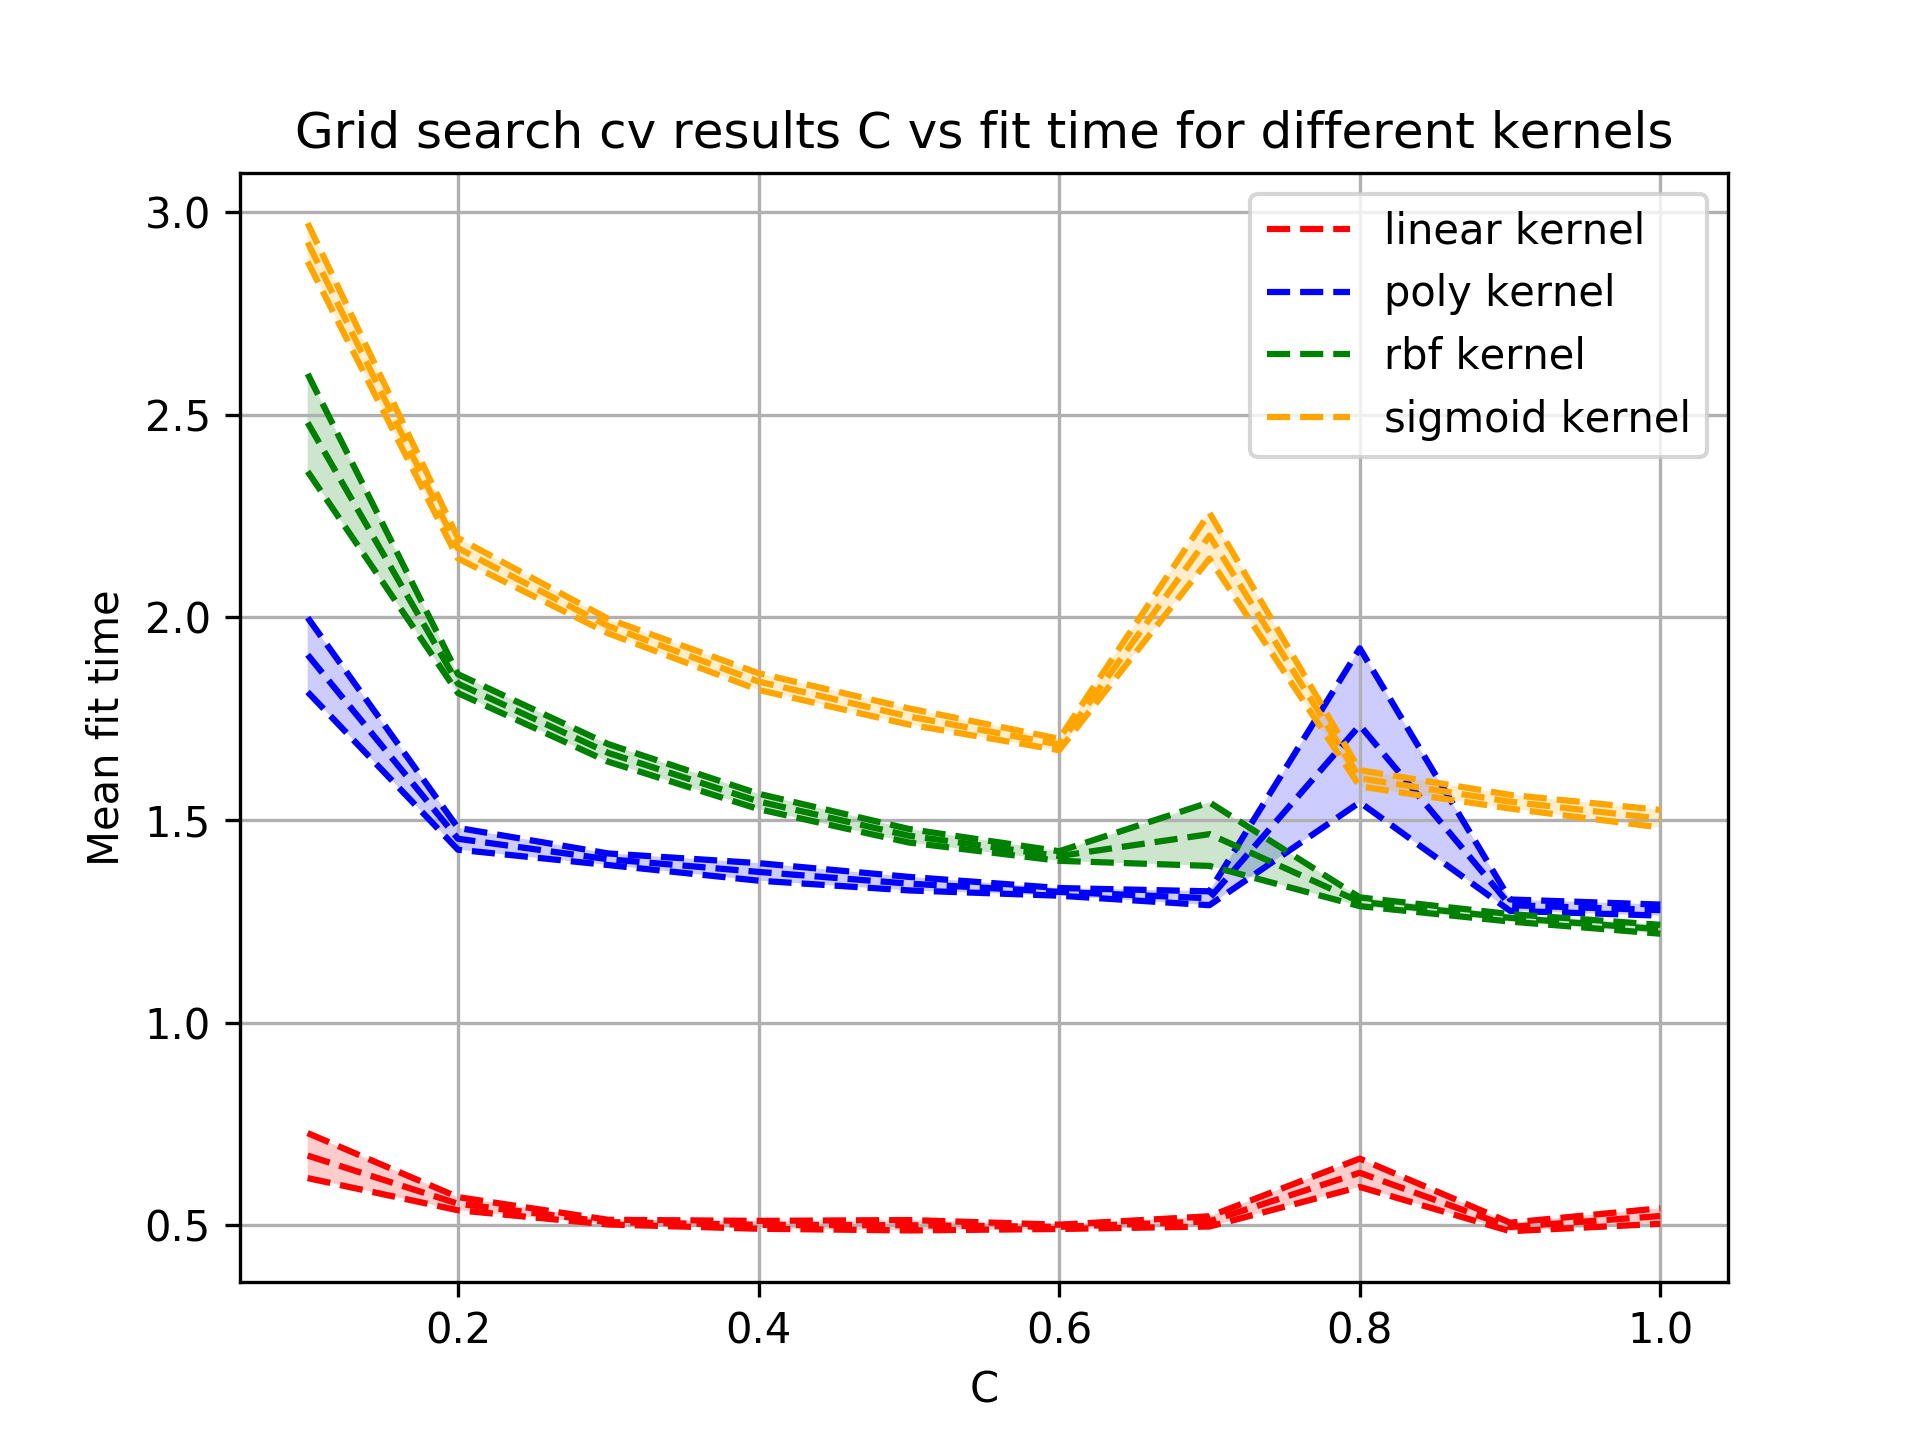 Grid search cv results C vs fit time for different kernels
3.0
2.5
2.0
1.5
1.0
0.5
Mean fit time
linear kernel
poly kernel
rbf kernel
sigmoid kernel
0.2 0.4 0.6 0.8 1.0
C